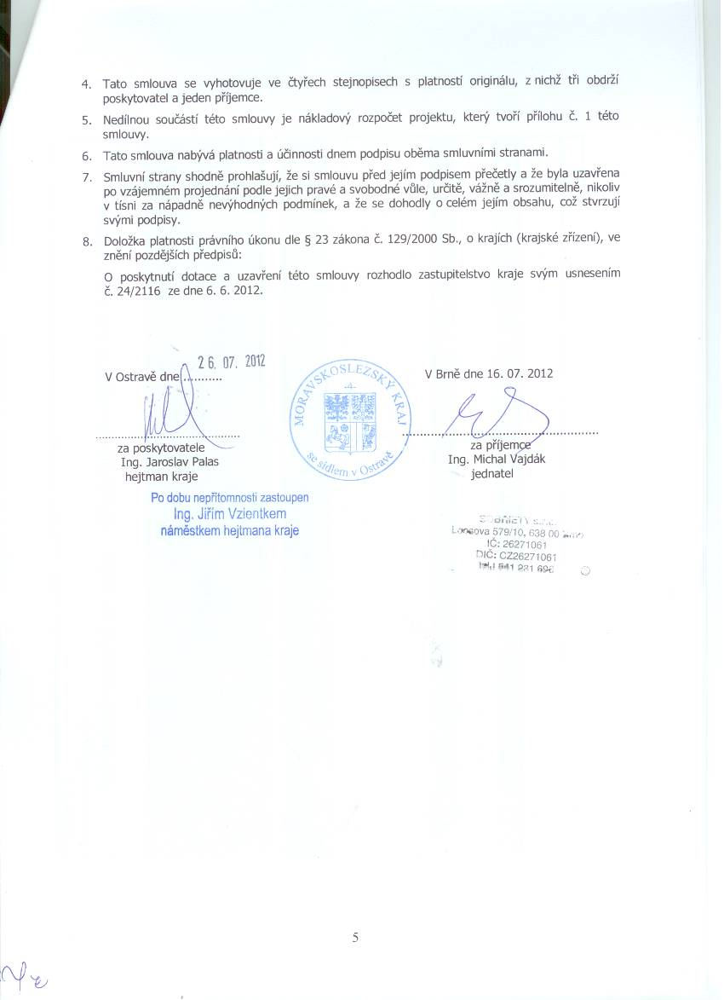 4. Tato smlouva se vyhotovuje ve čtyřech stejnopisech s platností originálu, z nichž tři obdrží
poskytovatel a jeden příjemce.
5. Nedílnou součástí této smlouvy je nákladový rozpočet projektu, který tvoří přílohu č. 1 této
smlouvy.
6. Tato smlouva nabývá platnosti a účinnosti dnem podpisu oběma smluvními stranami.
7. Smluvní strany shodně prohlašují, že si smlouvu před jejím podpisem přečetly a že byla uzavřena
po vzájemném projednání podle jejich pravé a svobodné vůle, určitě, vážně a srozumitelně, nikoliv
v tísni za nápadně nevýhodných podmínek, a že se dohodly o celém jejím obsahu, což stvrzují
svými podpisy.
8. Doložka platnosti právního úkonu dle § 23 zákona č. 129/2000 Sb., o krajích (krajské zřízení), ve
znění pozdějších předpisů:
O poskytnutí dotace a uzavření této smlouvy rozhodlo zastupitelstvo kraje svým usnesením
č. 24/2116 ze dne 6. 6. 2012.
26. 07. 2012
V Ostravě dne...........
za poskytovatele
Ing. Jaroslav Palas
hejtman kraje
Po dobu nepřítomnosti zastoupen
Ing. Jiřím Vzientkem
náměstkem hejtmana kraje
MORAVSKOSLEZSKÝ KRAJ
-4-
se sídlem v Ostravě
V Brně dne 16. 07. 2012
za příjemce
Ing. Michal Vajdák
jednatel
s.r.o.
579/10, 638 00
IČ: 26271061
DIČ: CZ26271061
5